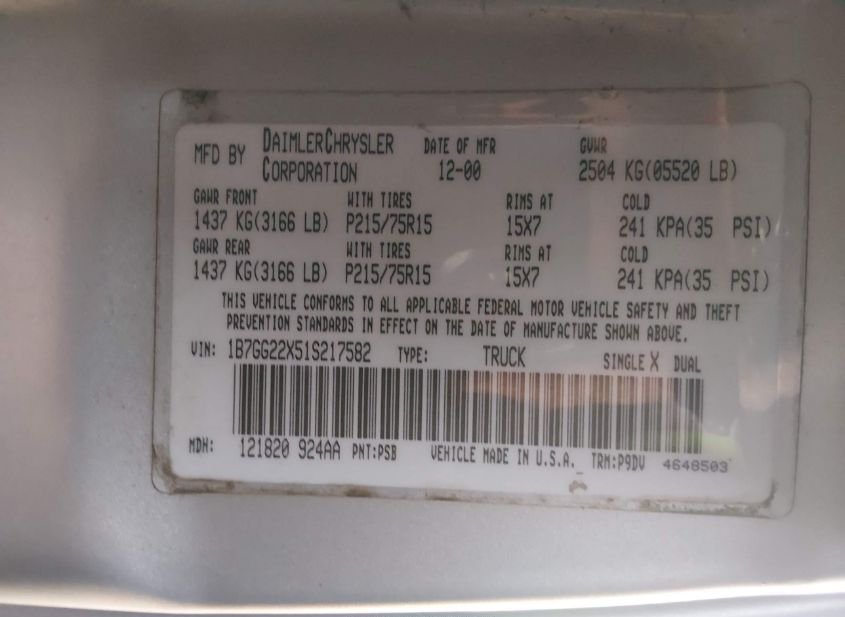 MFD BY DAIMLERCHRYSLER CORPORATION DATE OF MFR 12-00 GVWR 2504 KG(05520 LB)
GAWR FRONT WITH TIRES RIMS AT COLD
1437 KG(3166 LB) P215/75R15 15X7 241 KPA(35 PSI)
GAWR REAR WITH TIRES RIMS AT COLD
1437 KG(3166 LB) P215/75R15 15X7 241 KPA(35 PSI)
THIS VEHICLE CONFORMS TO ALL APPLICABLE FEDERAL MOTOR VEHICLE SAFETY AND THEFT
PREVENTION STANDARDS IN EFFECT ON THE DATE OF MANUFACTURE SHOWN ABOVE.
VIN: 1B7GG22X51S217582 TYPE: TRUCK SINGLE X DUAL
MDH: 121820 924AA PNT:PSB VEHICLE MADE IN U.S.A. TRM:P9DV 4648503